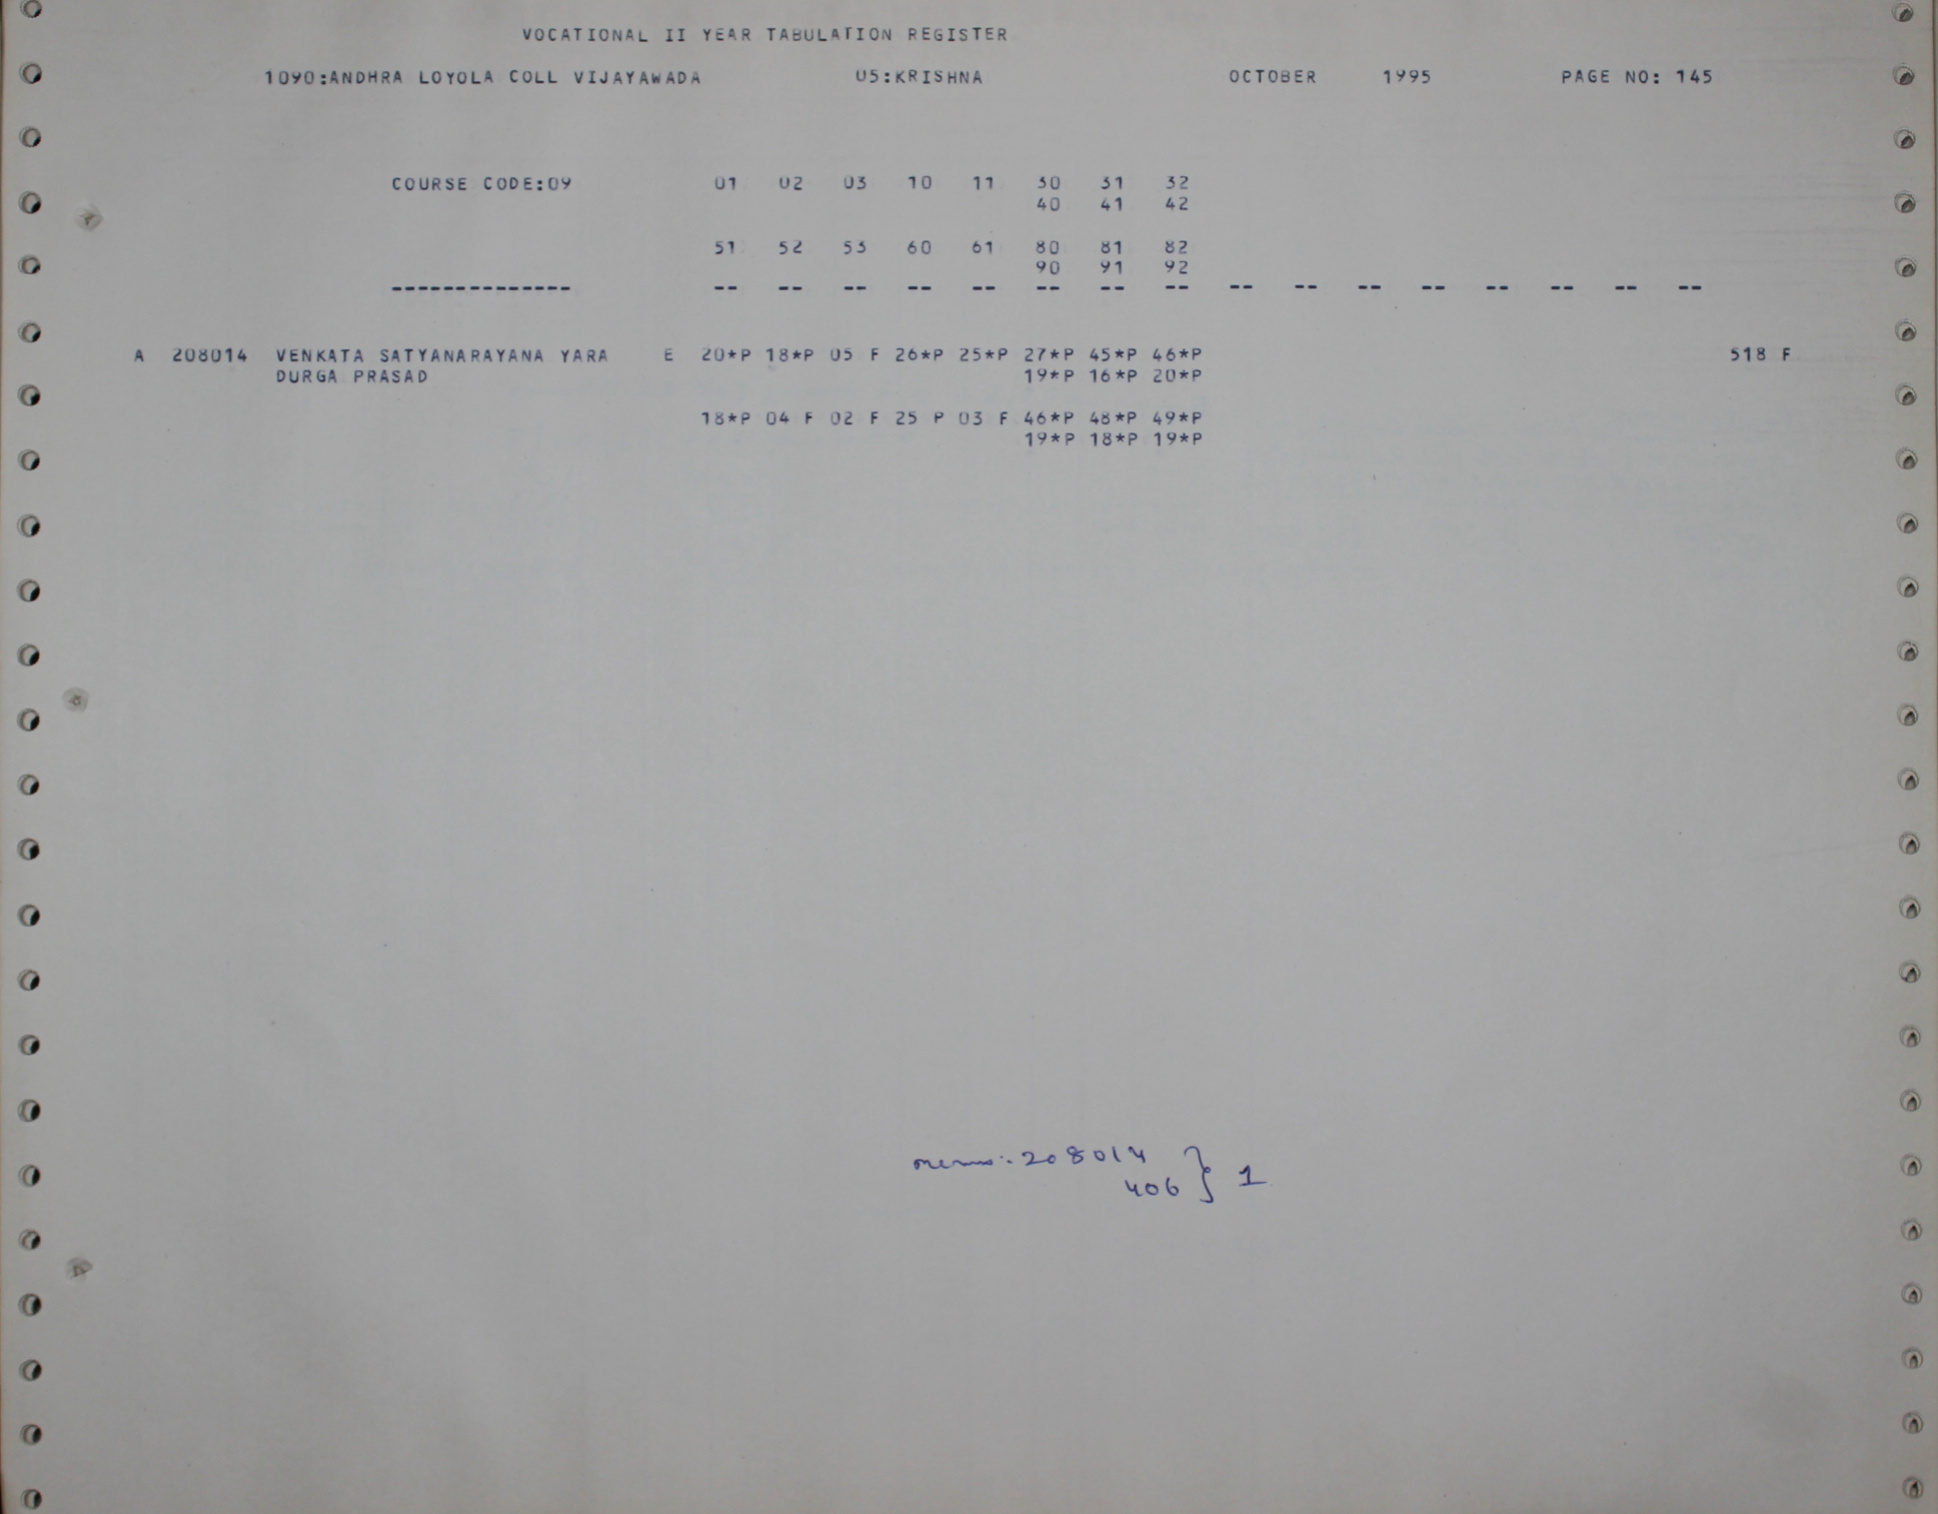 VOCATIONAL II YEAR TABULATION REGISTER
1090:ANDHRA LOYOLA COLL VIJAYAWADA 05:KRISHNA OCTOBER 1995 PAGE NO: 145
COURSE CODE:09 01 02 03 10 11 30 31 32
40 41 42
51 52 53 60 61 80 81 82
90 91 92
-------------- -- -- -- -- -- -- -- -- -- -- -- -- -- -- -- --
A 208014 VENKATA SATYANARAYANA YARA E 20*P 18*P 05 F 26*P 25*P 27*P 45*P 46*P 518 F
DURGA PRASAD 19*P 16*P 20*P
18*P 04 F 02 F 25 P 03 F 46*P 48*P 49*P
19*P 18*P 19*P
208014
406 } 1